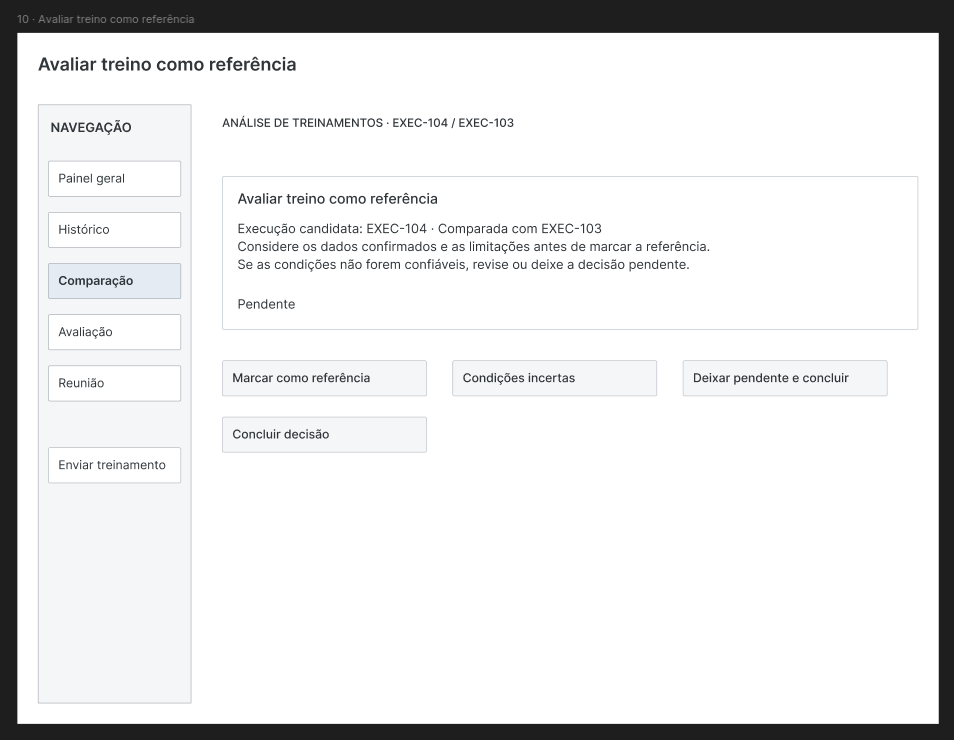 10 · Avaliar treino como referência
Avaliar treino como referência
NAVEGAÇÃO
Painel geral
Histórico
Comparação
Avaliação
Reunião
Enviar treinamento
ANÁLISE DE TREINAMENTOS · EXEC-104 / EXEC-103
Avaliar treino como referência
Execução candidata: EXEC-104 · Comparada com EXEC-103
Considere os dados confirmados e as limitações antes de marcar a referência.
Se as condições não forem confiáveis, revise ou deixe a decisão pendente.
Pendente
Marcar como referência
Condições incertas
Deixar pendente e concluir
Concluir decisão